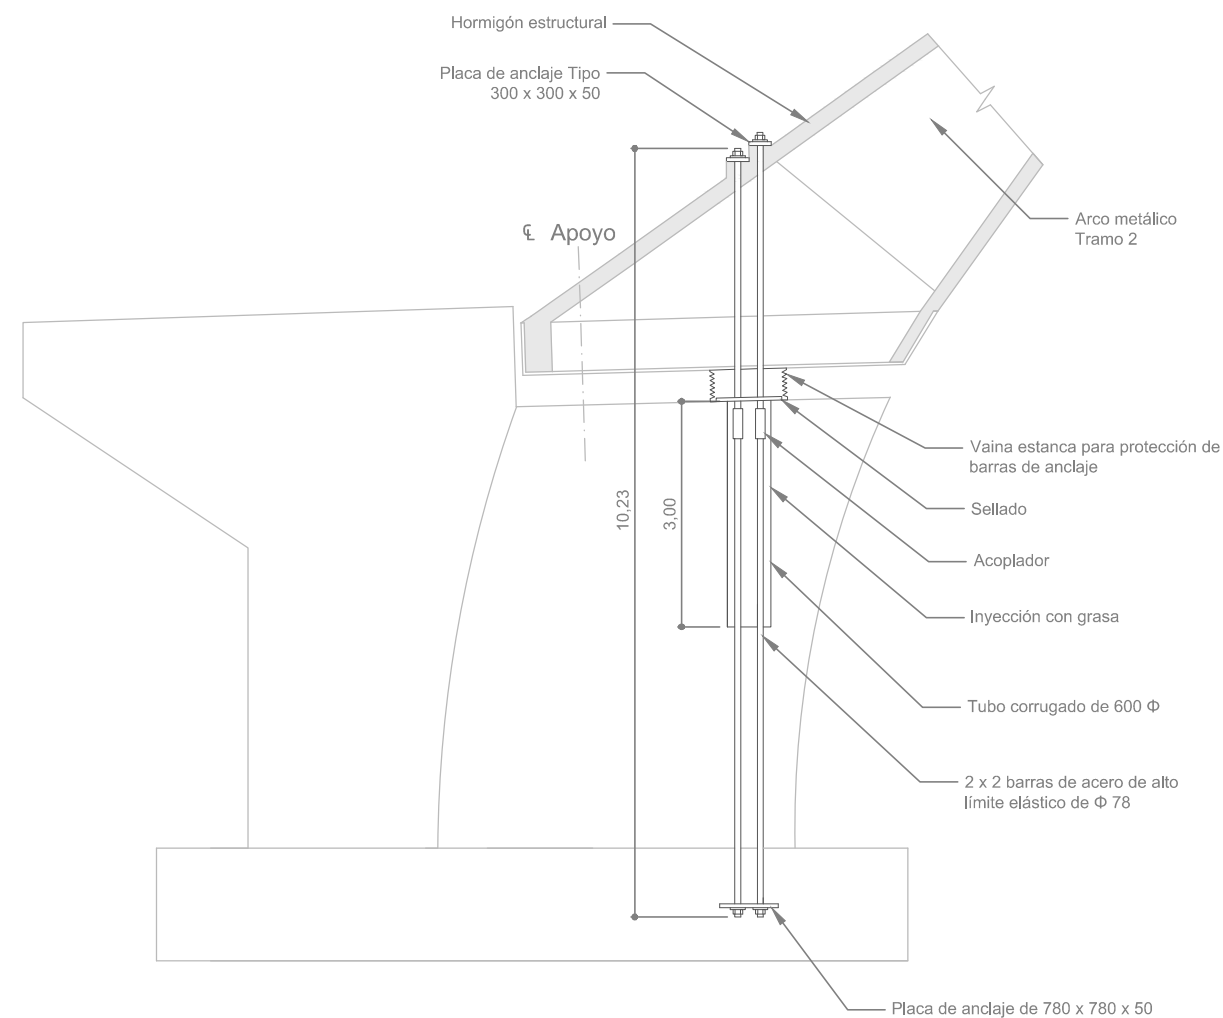 Hormigón estructural
Placa de anclaje Tipo
300 x 300 x 50
Arco metálico
Tramo 2
℄ Apoyo
Vaina estanca para protección de
barras de anclaje
10,23
3,00
Sellado
Acoplador
Inyección con grasa
Tubo corrugado de 600 Φ
2 x 2 barras de acero de alto
límite elástico de Φ 78
Placa de anclaje de 780 x 780 x 50